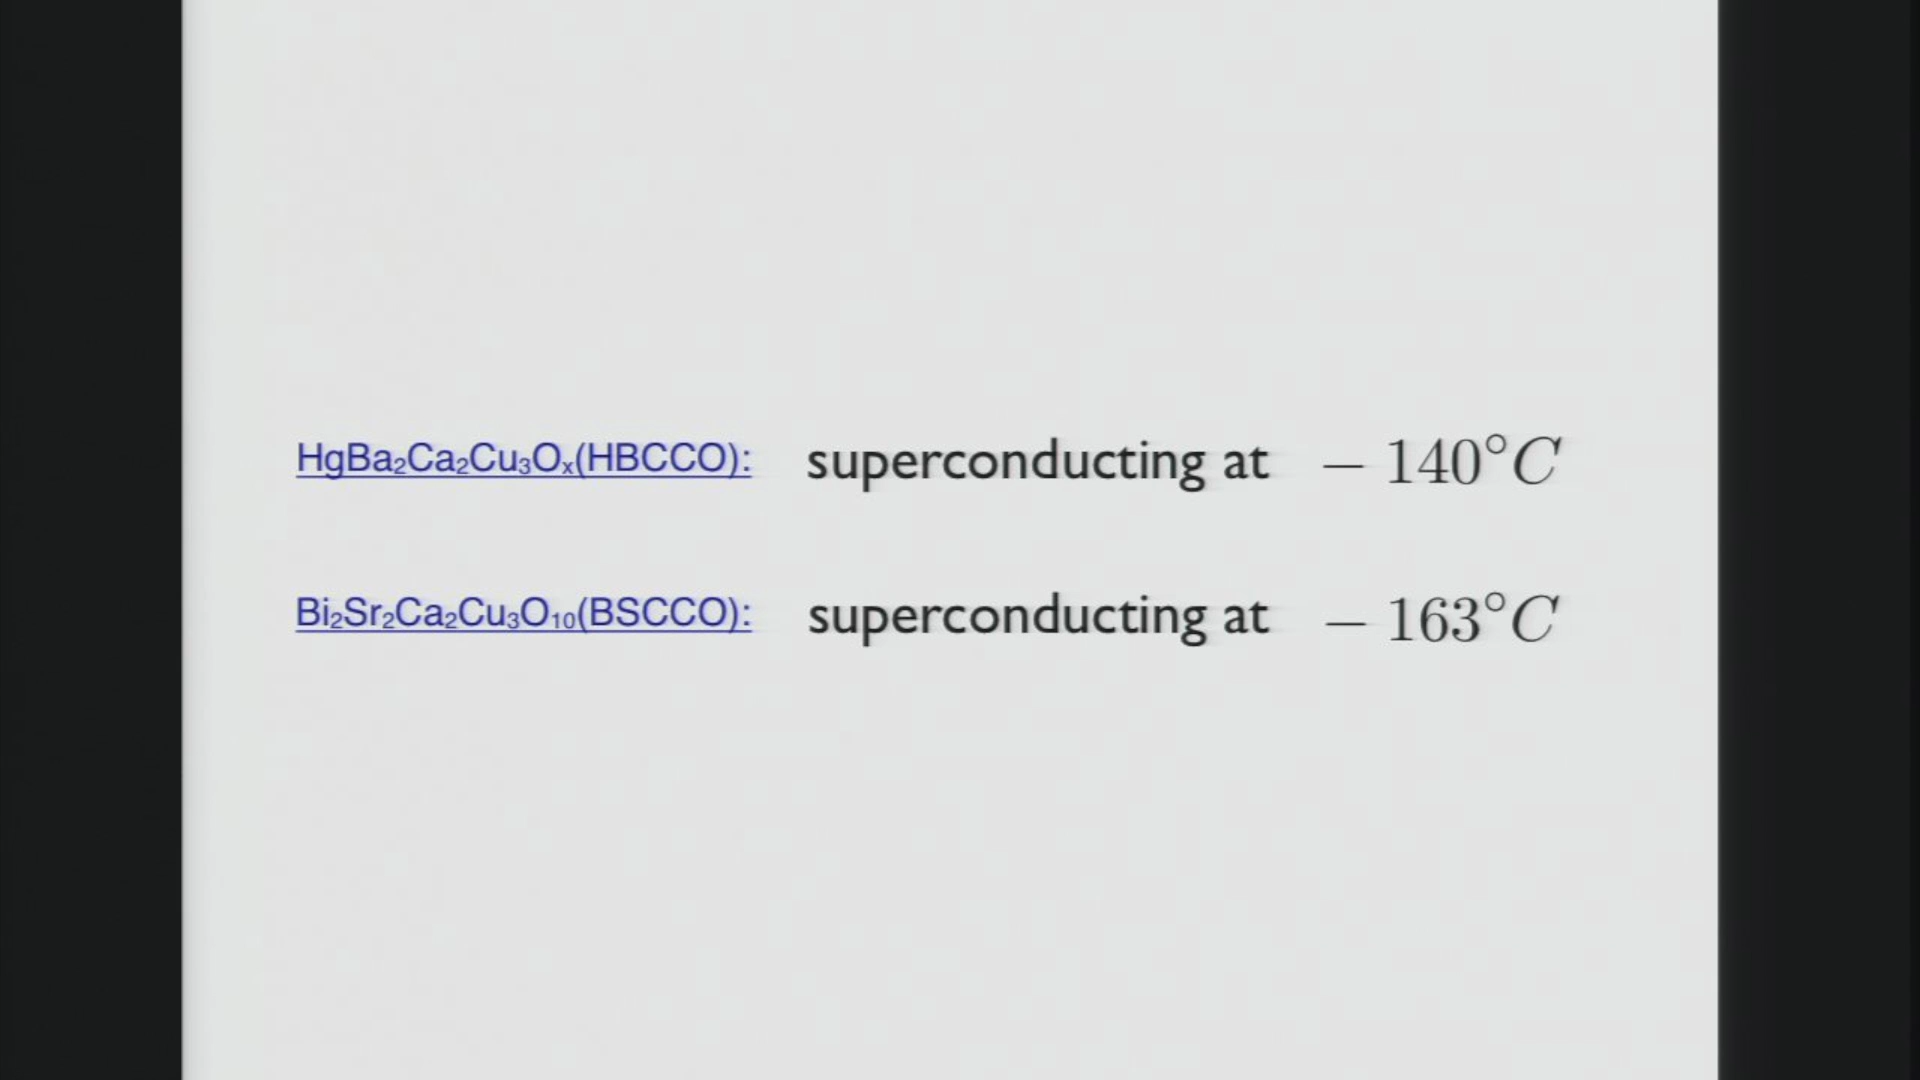 HgBa₂Ca₂Cu₃Oₓ(HBCCO): superconducting at − 140°C
Bi₂Sr₂Ca₂Cu₃O₁₀(BSCCO): superconducting at − 163°C